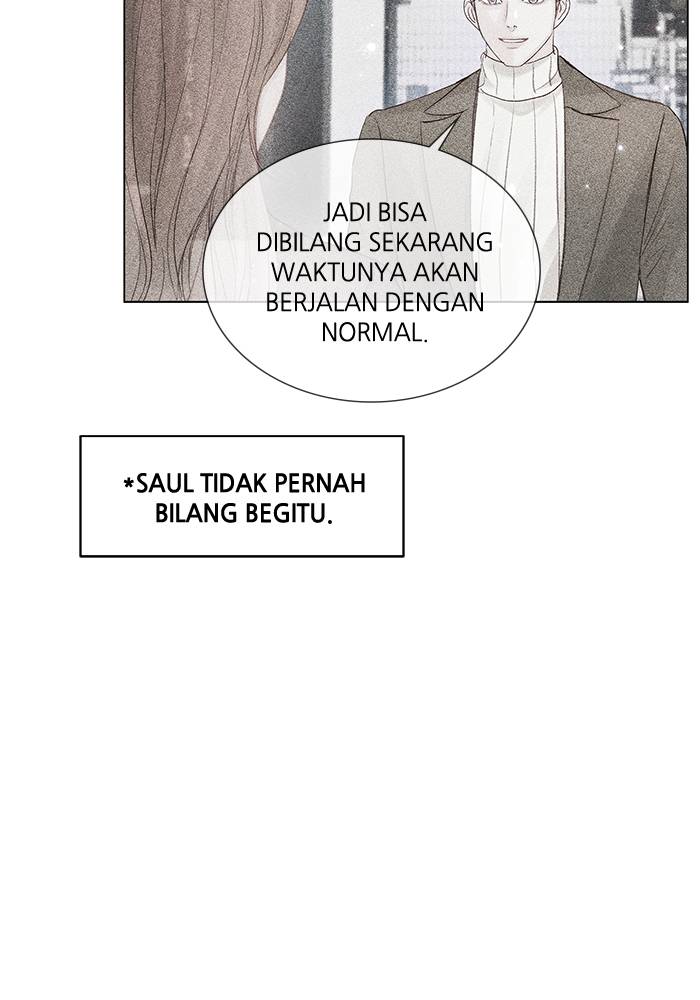 JADI BISA
DIBILANG SEKARANG
WAKTUNYA AKAN
BERJALAN DENGAN
NORMAL.
*SAUL TIDAK PERNAH
BILANG BEGITU.